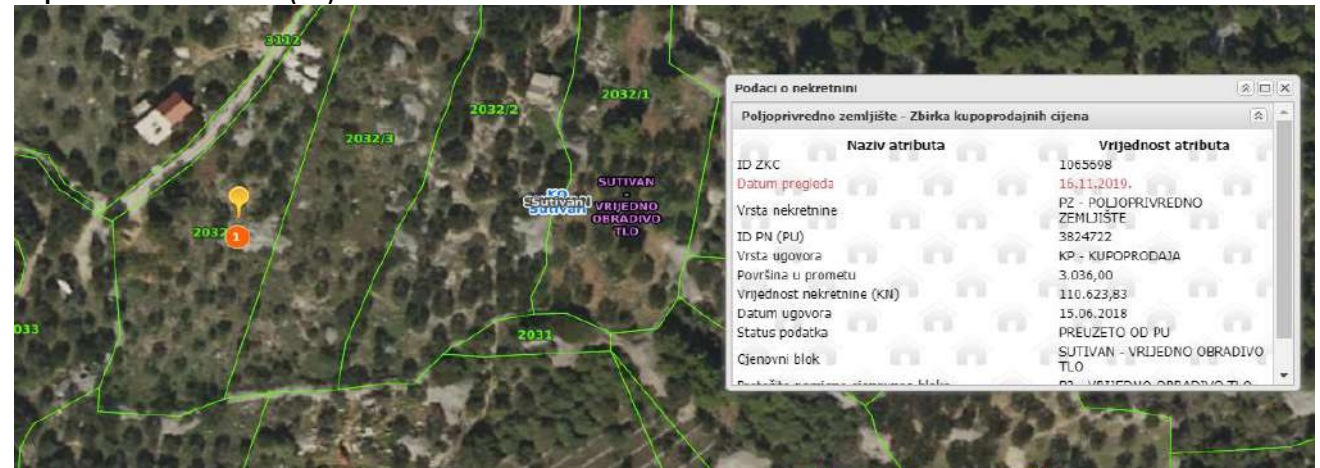 3112
2032/1
2032/2
2032/3
SUTIVAN
-
VRIJEDNO
OBRADIVO
TLO
KO
Sutivan
Sutivan
2032
1
2031
033
Podaci o nekretnini
Poljoprivredno zemljište - Zbirka kupoprodajnih cijena
Naziv atributa Vrijednost atributa
ID ZKC 1065698
Datum pregleda 16.11.2019.
Vrsta nekretnine PZ - POLJOPRIVREDNO ZEMLJIŠTE
ID PN (PU) 3824722
Vrsta ugovora KP - KUPOPRODAJA
Površina u prometu 3.036,00
Vrijednost nekretnine (KN) 110.623,83
Datum ugovora 15.06.2018
Status podatka PREUZETO OD PU
Cjenovni blok SUTIVAN - VRIJEDNO OBRADIVO TLO